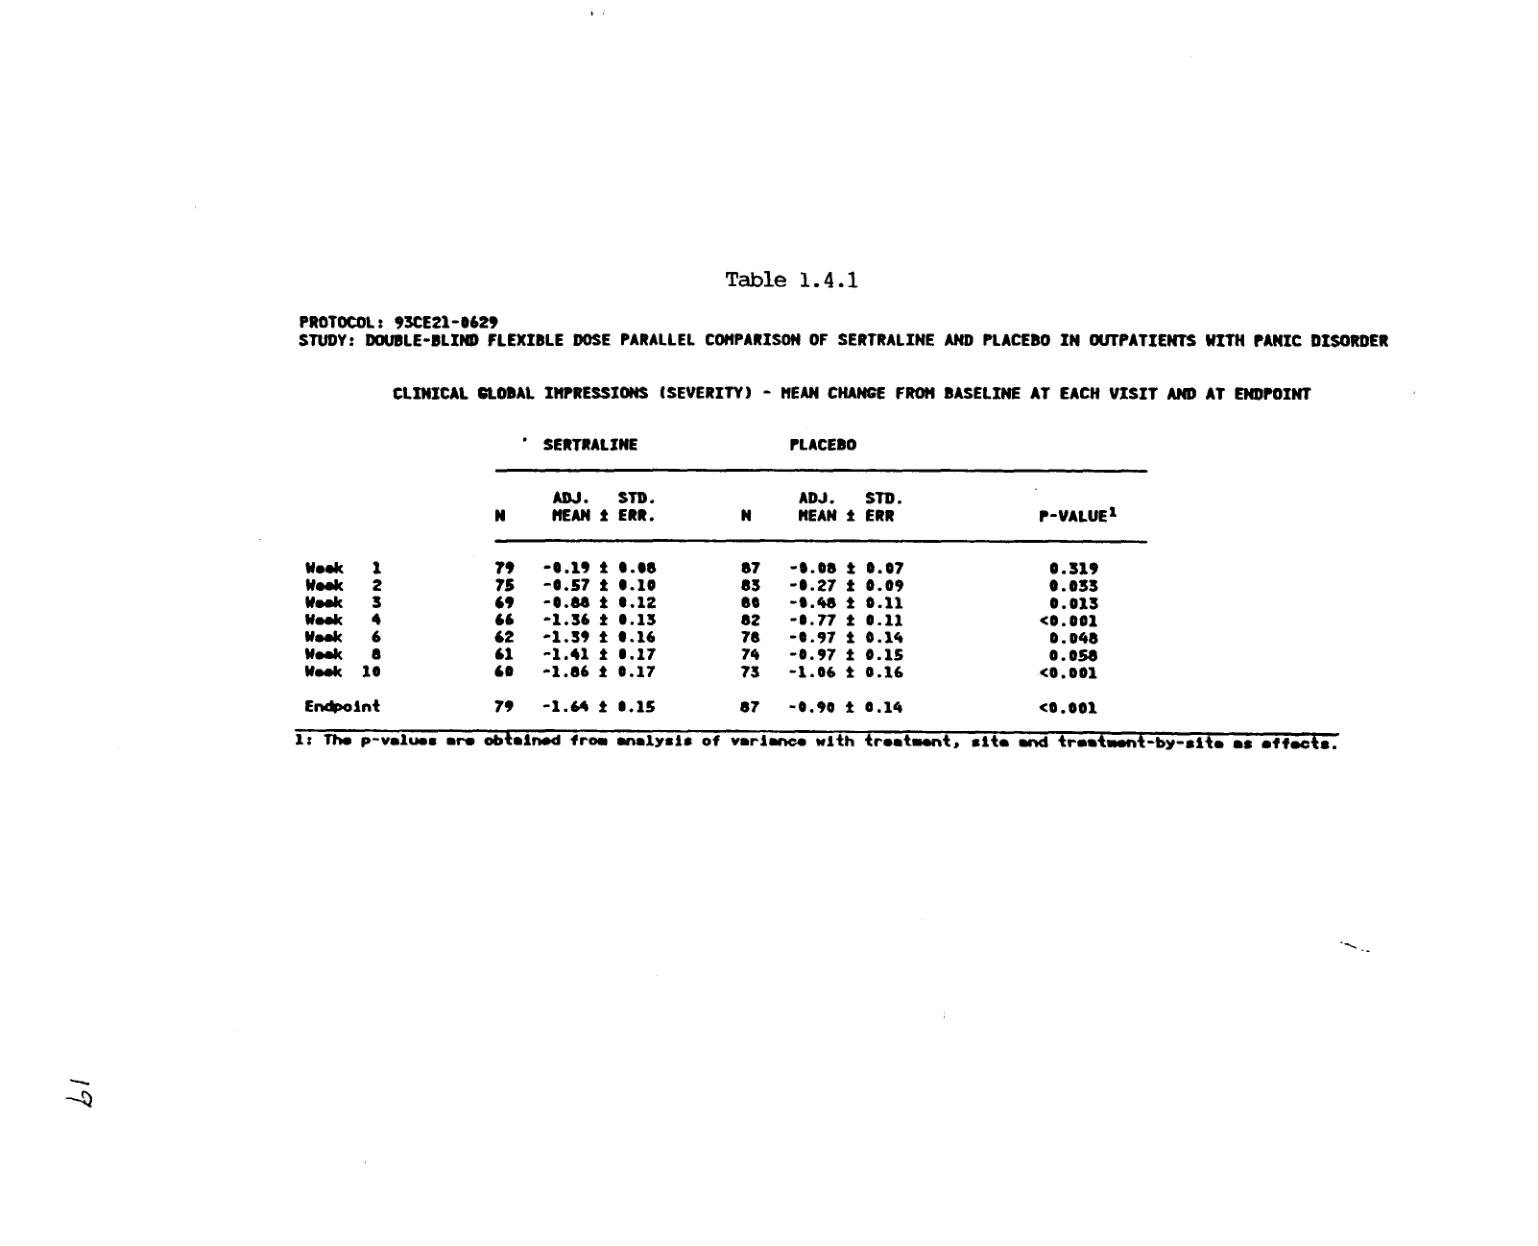 Table 1.4.1
PROTOCOL: 93CE21-0629
STUDY: DOUBLE-BLIND FLEXIBLE DOSE PARALLEL COMPARISON OF SERTRALINE AND PLACEBO IN OUTPATIENTS WITH PANIC DISORDER
CLINICAL GLOBAL IMPRESSIONS (SEVERITY) - MEAN CHANGE FROM BASELINE AT EACH VISIT AND AT ENDPOINT
SERTRALINE PLACEBO
ADJ. STD. ADJ. STD.
N MEAN ± ERR. N MEAN ± ERR P-VALUE1
Week 1 79 -0.19 ± 0.08 87 -0.08 ± 0.07 0.319
Week 2 75 -0.57 ± 0.10 83 -0.27 ± 0.09 0.033
Week 3 69 -0.88 ± 0.12 80 -0.48 ± 0.11 0.013
Week 4 66 -1.36 ± 0.13 82 -0.77 ± 0.11 <0.001
Week 6 62 -1.39 ± 0.16 78 -0.97 ± 0.14 0.048
Week 8 61 -1.41 ± 0.17 74 -0.97 ± 0.15 0.058
Week 10 60 -1.86 ± 0.17 73 -1.06 ± 0.16 <0.001
Endpoint 79 -1.64 ± 0.15 87 -0.90 ± 0.14 <0.001
1: The p-values are obtained from analysis of variance with treatment, site and treatment-by-site as effects.
19